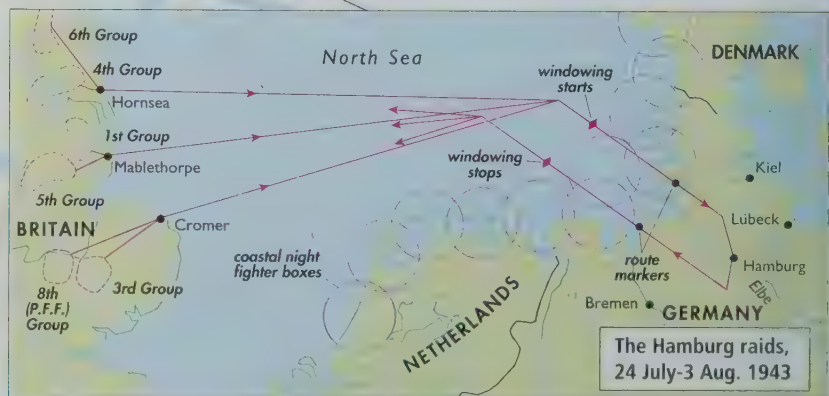 6th Group
4th Group
Hornsea
1st Group
Mablethorpe
5th Group
BRITAIN
Cromer
8th
(P.F.F.)
Group
3rd Group
North Sea
coastal night
fighter boxes
windowing
starts
windowing
stops
DENMARK
Kiel
Lübeck
Hamburg
Elbe
route
markers
Bremen
GERMANY
NETHERLANDS
The Hamburg raids,
24 July-3 Aug. 1943